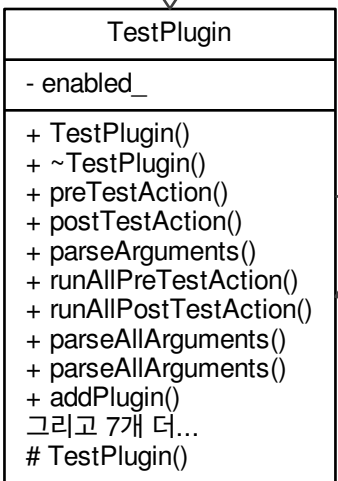 TestPlugin
- enabled_
+ TestPlugin()
+ ~TestPlugin()
+ preTestAction()
+ postTestAction()
+ parseArguments()
+ runAllPreTestAction()
+ runAllPostTestAction()
+ parseAllArguments()
+ parseAllArguments()
+ addPlugin()
그리고 7개 더...
# TestPlugin()